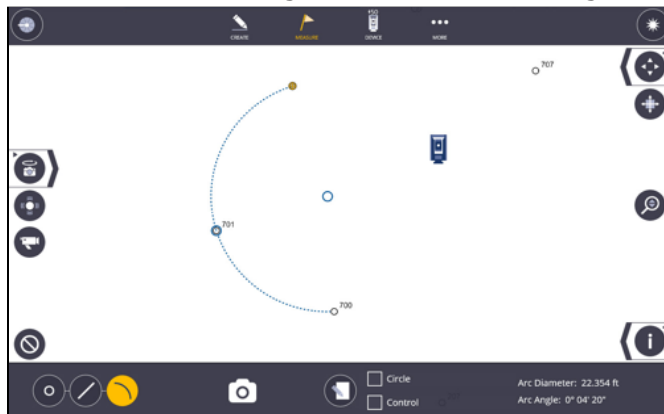 +50
CREATE
MEASURE
DEVICE
MORE
707
701
700
Circle
Control
Arc Diameter: 22.354 ft
Arc Angle: 0° 04' 20"